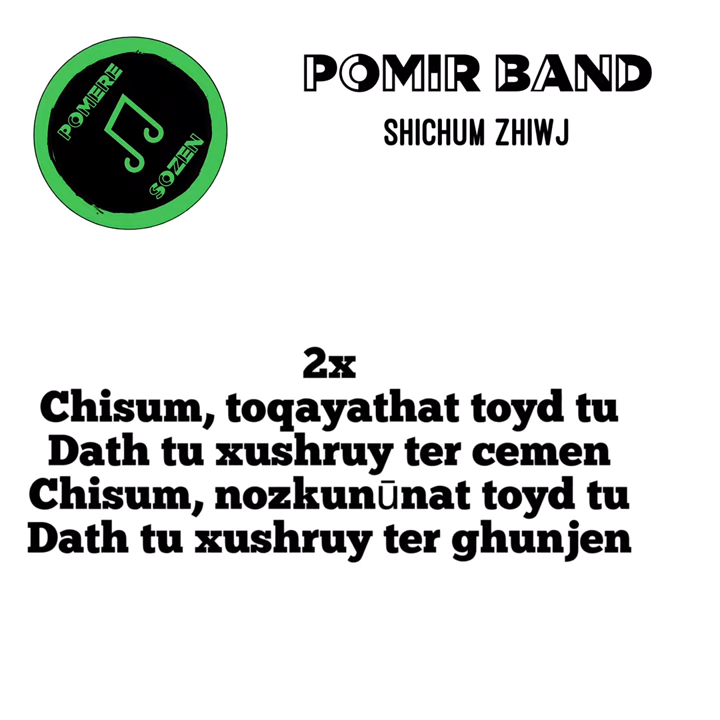 POMERE
SOZEN
POMIR BAND
SHICHUM ZHIWJ
2x
Chisum, toqayathat toyd tu
Dath tu xushruy ter cemen
Chisum, nozkunūnat toyd tu
Dath tu xushruy ter ghunjen